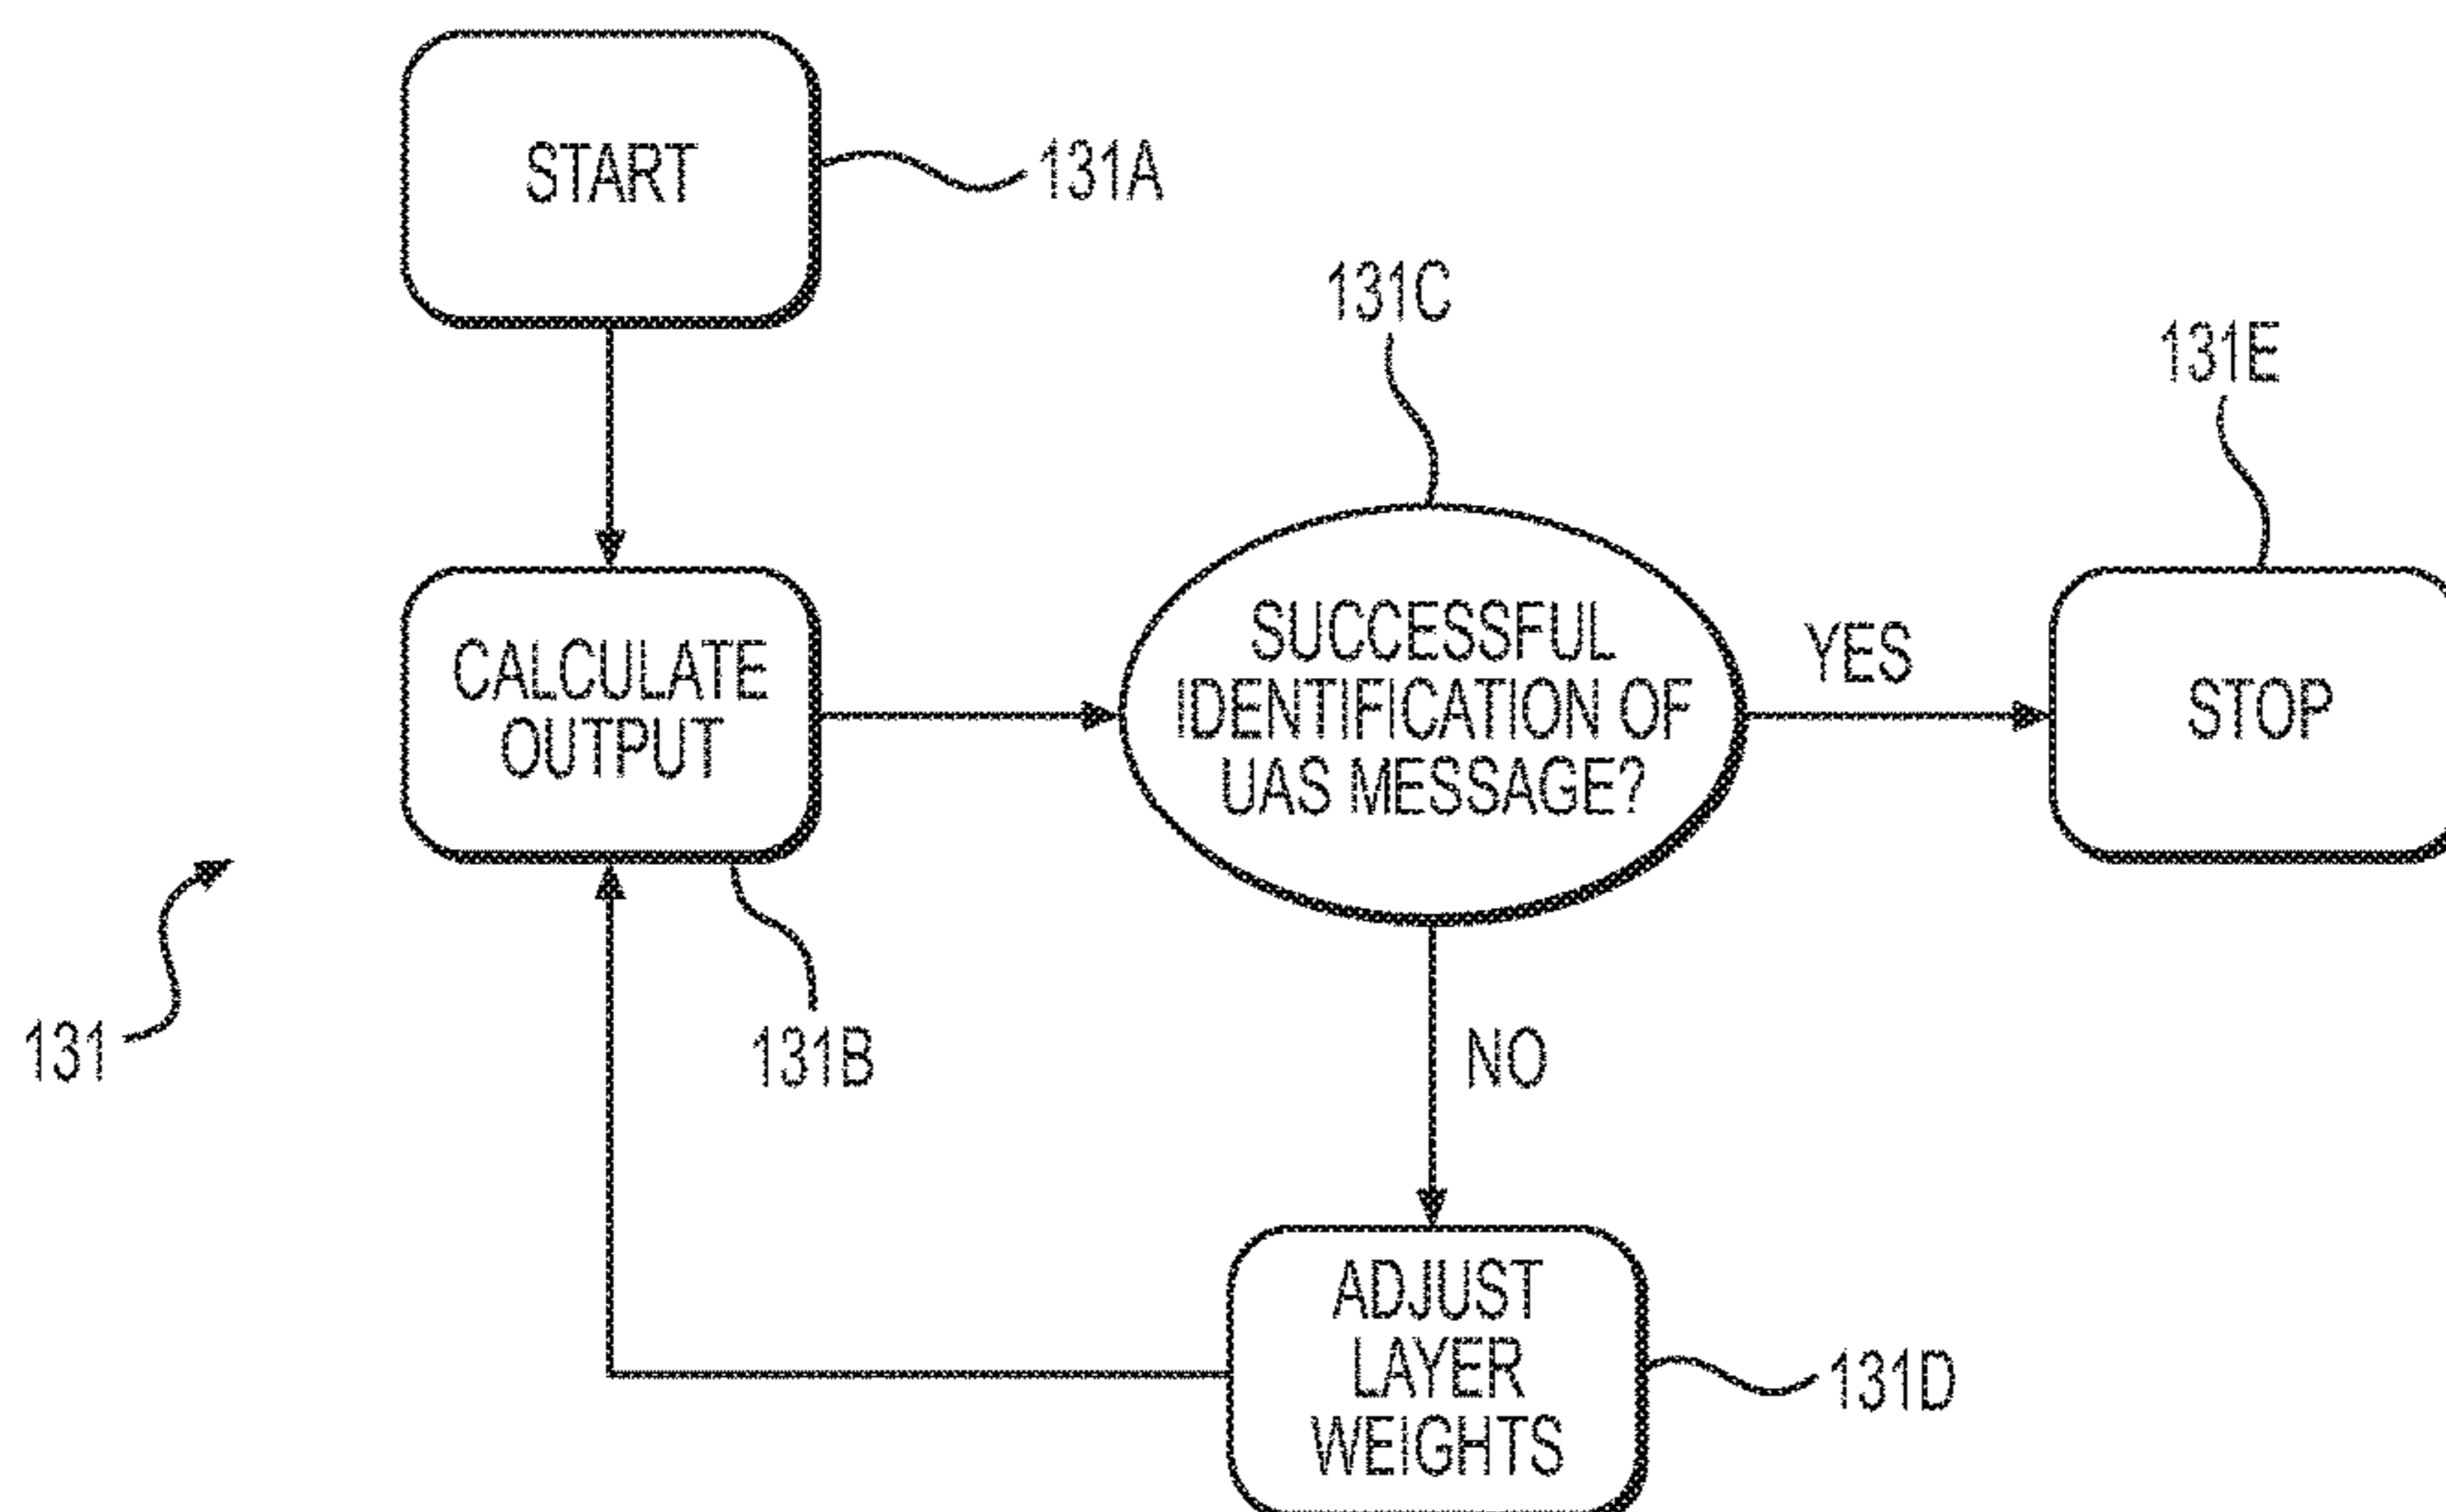 START
131A
131C
131E
CALCULATE
OUTPUT
SUCCESSFUL
IDENTIFICATION OF
UAS MESSAGE?
YES
STOP
131
131B
NO
ADJUST
LAYER
WEIGHTS
131D